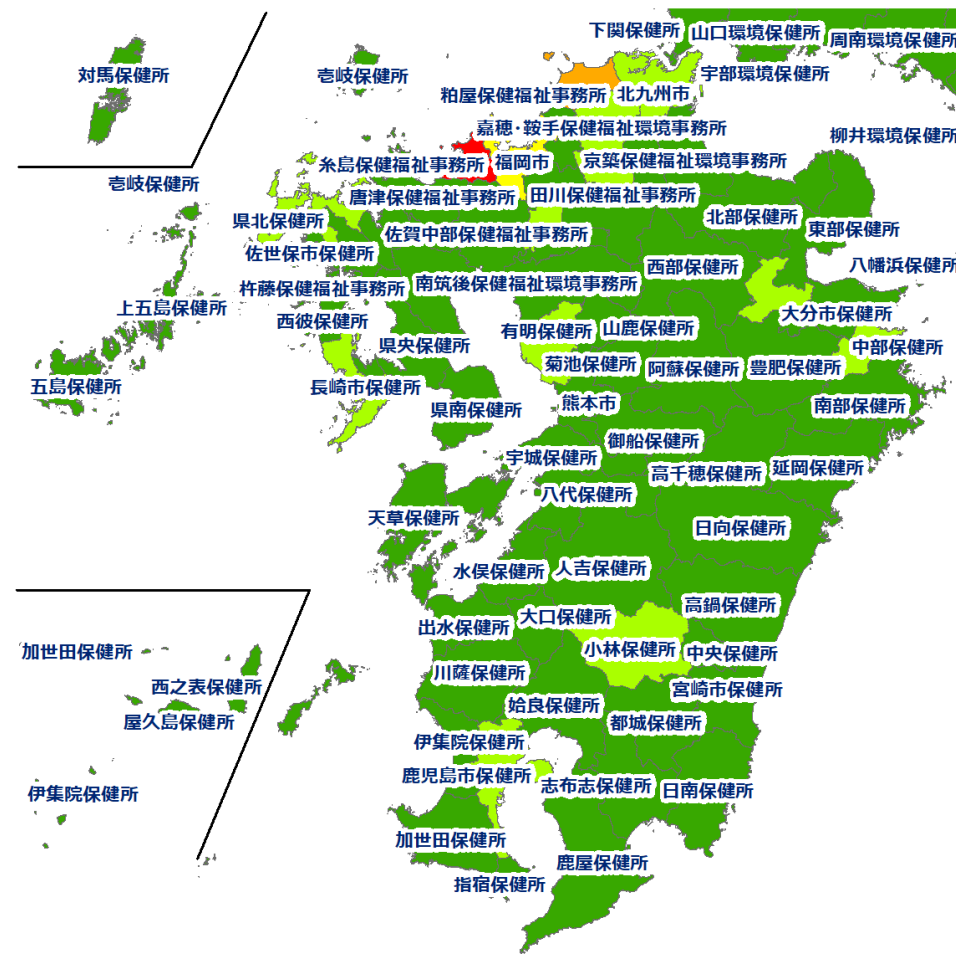 下関保健所
山口環境保健所
周南環境保健所
対馬保健所
壱岐保健所
宇部環境保健所
粕屋保健福祉事務所
北九州市
嘉穂・鞍手保健福祉環境事務所
柳井環境保健所
糸島保健福祉事務所
福岡市
京築保健福祉環境事務所
壱岐保健所
唐津保健福祉事務所
田川保健福祉事務所
県北保健所
北部保健所
東部保健所
佐賀中部保健福祉事務所
佐世保市保健所
西部保健所
八幡浜保健所
杵藤保健福祉事務所
南筑後保健福祉環境事務所
上五島保健所
大分市保健所
西彼保健所
有明保健所
山鹿保健所
県央保健所
中部保健所
菊池保健所
阿蘇保健所
豊肥保健所
五島保健所
長崎市保健所
県南保健所
熊本市
南部保健所
御船保健所
宇城保健所
高千穂保健所
延岡保健所
八代保健所
天草保健所
日向保健所
水俣保健所
人吉保健所
大口保健所
高鍋保健所
出水保健所
加世田保健所
小林保健所
中央保健所
川薩保健所
西之表保健所
宮崎市保健所
姶良保健所
屋久島保健所
都城保健所
伊集院保健所
鹿児島市保健所
志布志保健所
日南保健所
伊集院保健所
加世田保健所
鹿屋保健所
指宿保健所